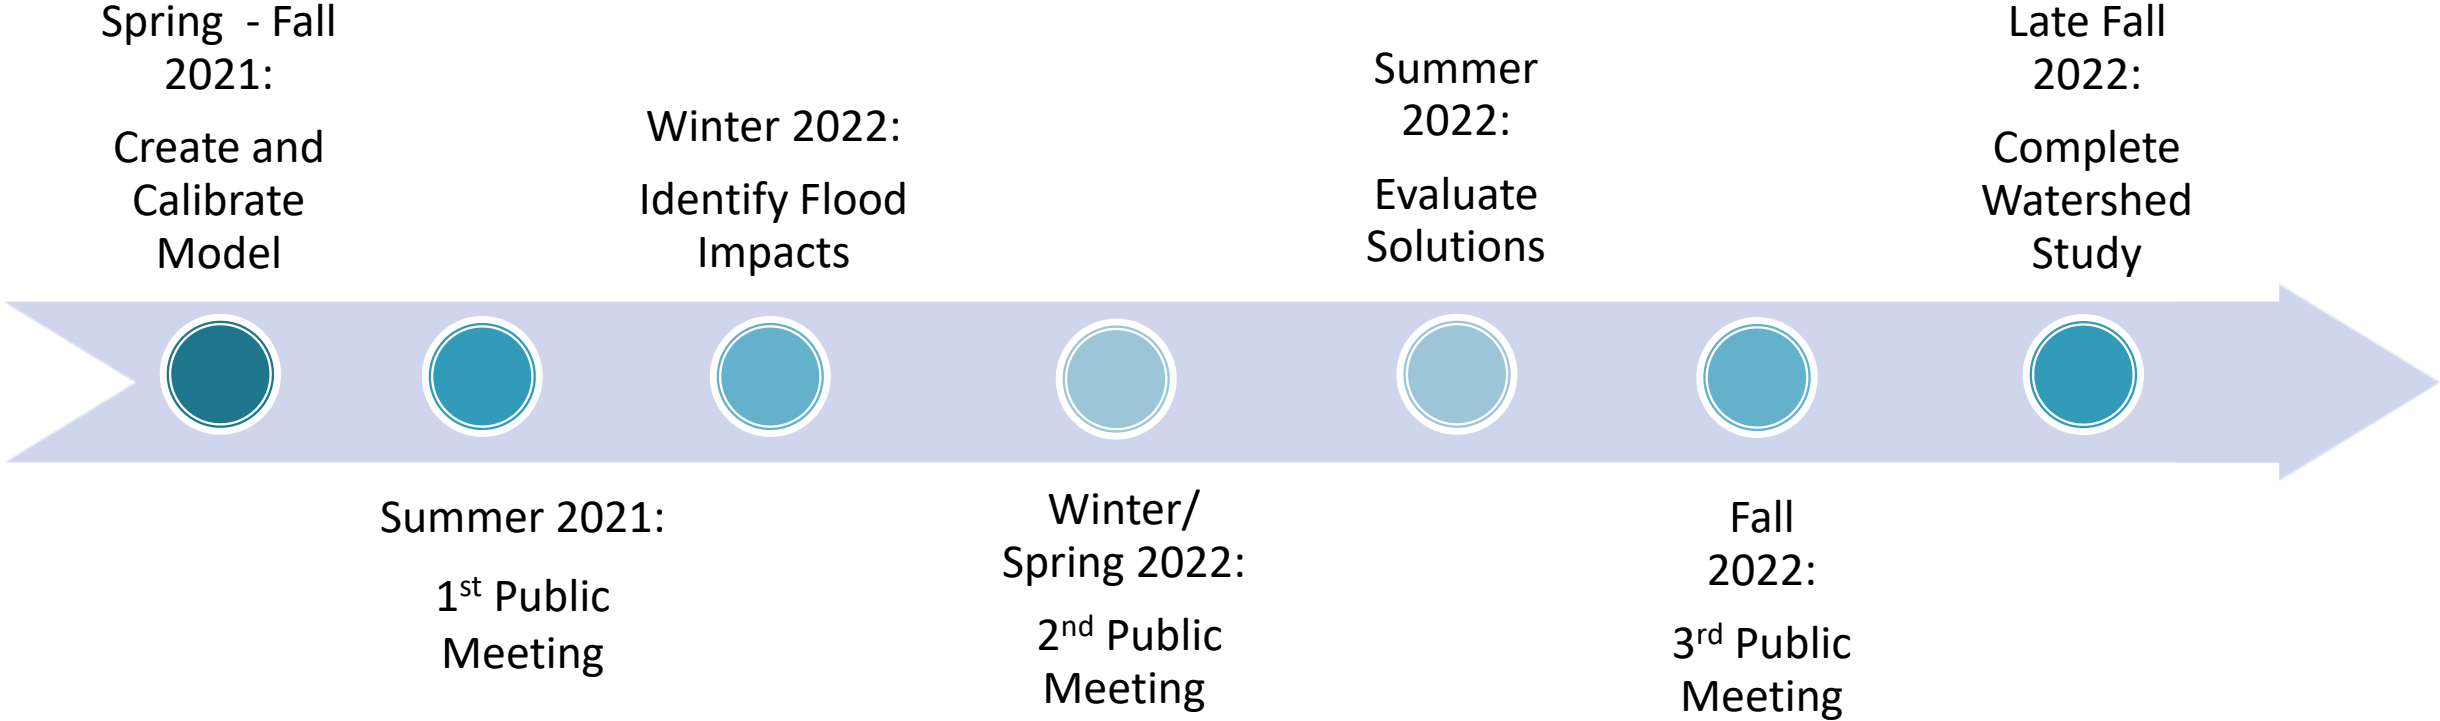 Spring - Fall
2021:
Create and
Calibrate
Model
Summer 2021:
1st Public
Meeting
Winter 2022:
Identify Flood
Impacts
Winter/
Spring 2022:
2nd Public
Meeting
Summer
2022:
Evaluate
Solutions
Fall
2022:
3rd Public
Meeting
Late Fall
2022:
Complete
Watershed
Study